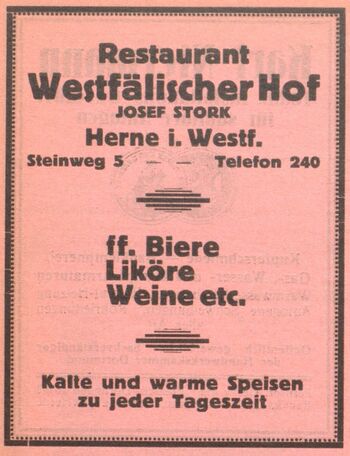 Restaurant
Westfälischer Hof
JOSEF STORK
Herne i. Westf.
Steinweg 5 – – Telefon 240
ff. Biere
Liköre
Weine etc.
Kalte und warme Speisen
zu jeder Tageszeit